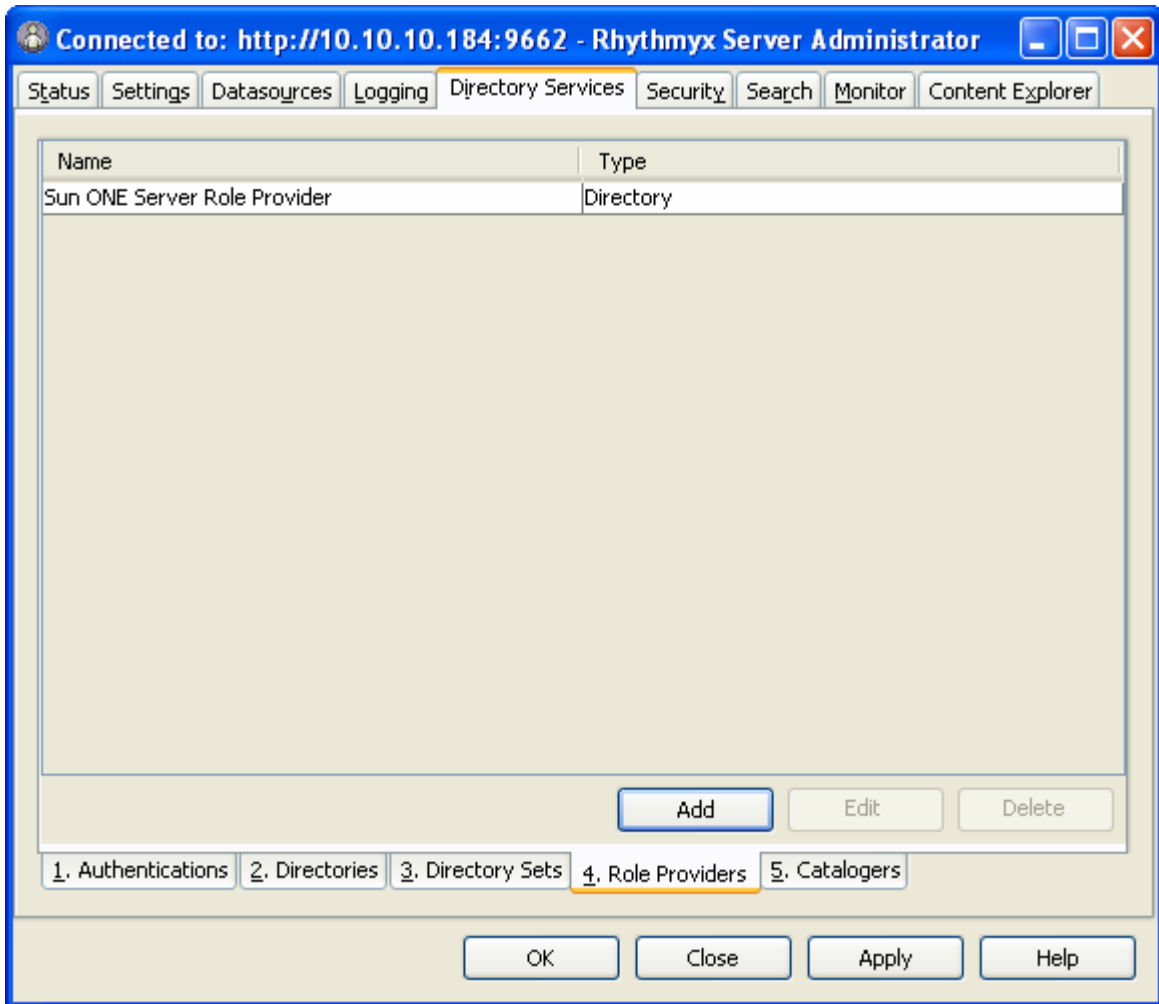 Connected to: http://10.10.10.184:9662 - Rhythmyx Server Administrator
Status Settings Datasources Logging Directory Services Security Search Monitor Content Explorer
Name Type
Sun ONE Server Role Provider Directory
Add Edit Delete
1. Authentications 2. Directories 3. Directory Sets 4. Role Providers 5. Catalogers
OK Close Apply Help